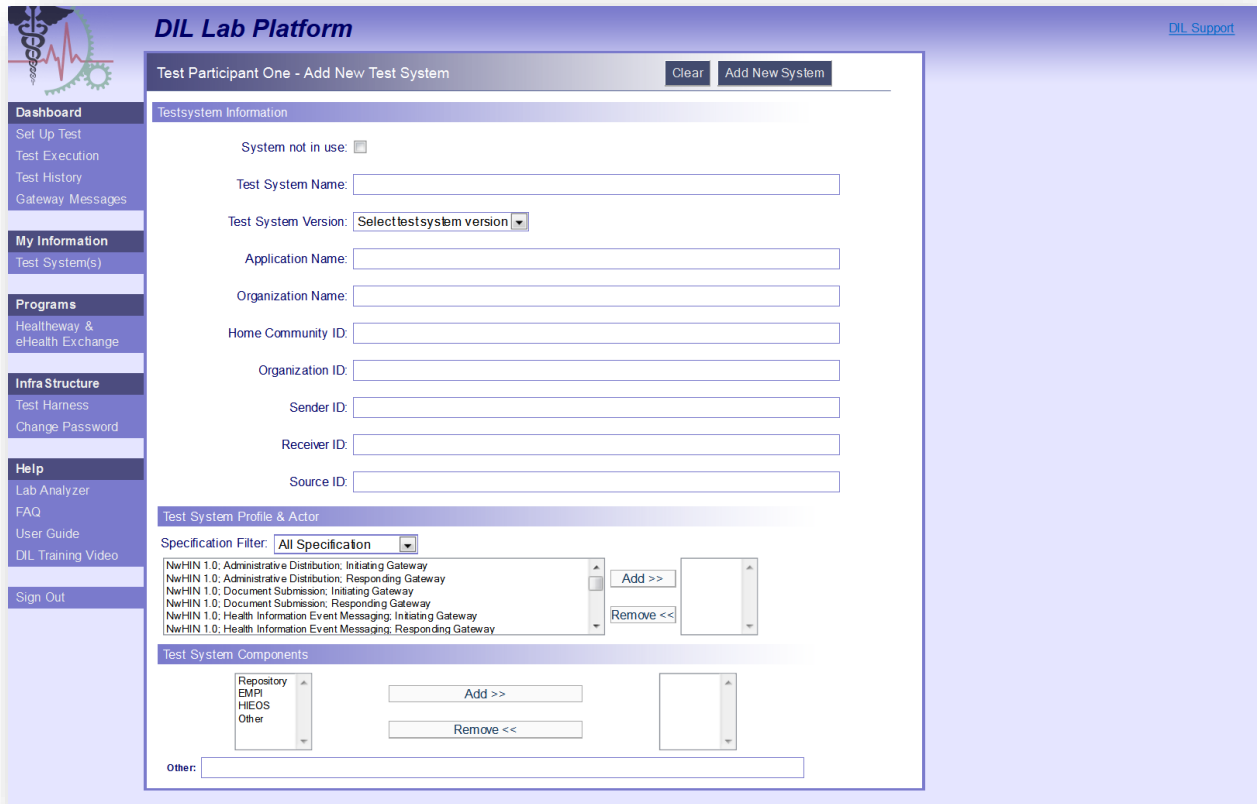 DIL Lab Platform
DIL Support
Test Participant One - Add New Test System
Clear
Add New System
Dashboard
Set Up Test
Test Execution
Test History
Gateway Messages
My Information
Test System(s)
Programs
Healtheway &
eHealth Exchange
InfraStructure
Test Harness
Change Password
Help
Lab Analyzer
FAQ
User Guide
DIL Training Video
Sign Out
Testsystem Information
System not in use:
Test System Name:
Test System Version: Select test system version
Application Name:
Organization Name:
Home Community ID:
Organization ID:
Sender ID:
Receiver ID:
Source ID:
Test System Profile & Actor
Specification Filter: All Specification
NwHIN 1.0; Administrative Distribution; Initiating Gateway
NwHIN 1.0; Administrative Distribution; Responding Gateway
NwHIN 1.0; Document Submission; Initiating Gateway
NwHIN 1.0; Document Submission; Responding Gateway
NwHIN 1.0; Health Information Event Messaging; Initiating Gateway
NwHIN 1.0; Health Information Event Messaging; Responding Gateway
Add >>
Remove <<
Test System Components
Repository
EMPI
HIEOS
Other
Add >>
Remove <<
Other: